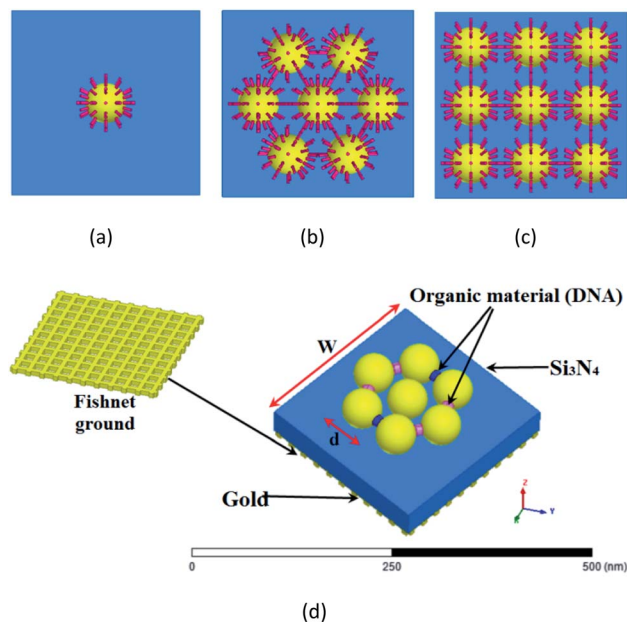 (a) (b) (c)
Organic material (DNA)
W
Si₃N₄
Fishnet
ground
d
Gold
Z
Y
X
0 250 500 (nm)
(d)